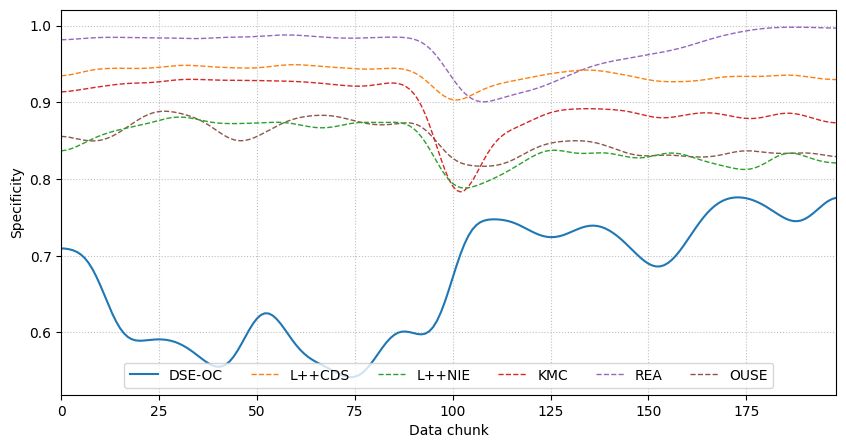 1.0
0.9
0.8
0.7
0.6
Specificity
DSE-OC L++CDS L++NIE KMC REA OUSE
0 25 50 75 100 125 150 175
Data chunk